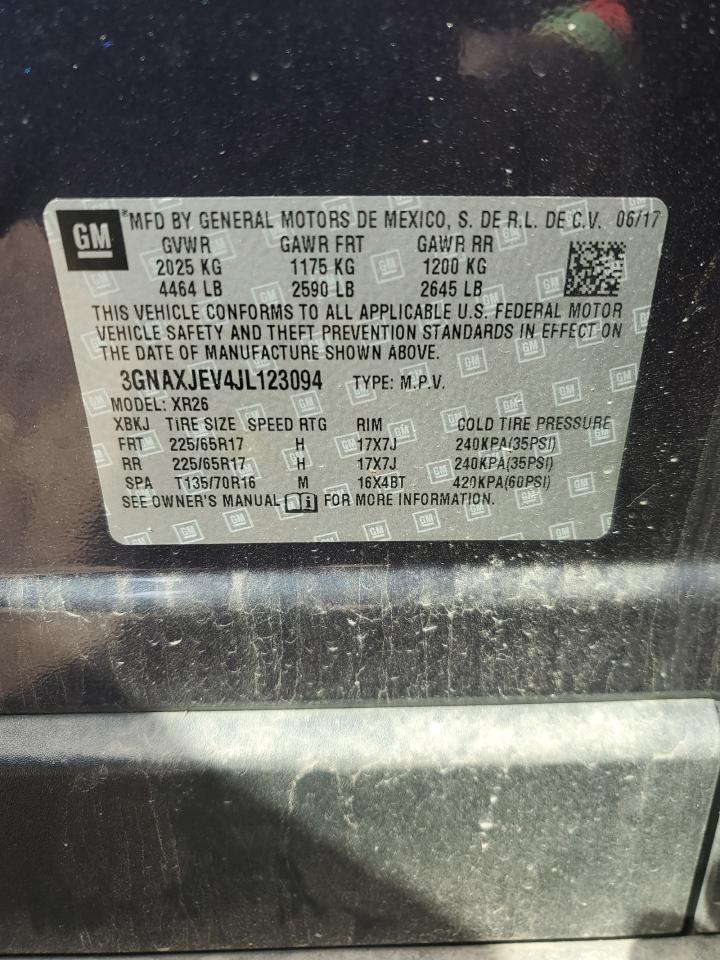 GM *MFD BY GENERAL MOTORS DE MEXICO, S. DE R.L. DE C.V. 06/17
GVWR GAWR FRT GAWR RR
2025 KG 1175 KG 1200 KG
4464 LB 2590 LB 2645 LB
THIS VEHICLE CONFORMS TO ALL APPLICABLE U.S. FEDERAL MOTOR
VEHICLE SAFETY AND THEFT PREVENTION STANDARDS IN EFFECT ON
THE DATE OF MANUFACTURE SHOWN ABOVE.
3GNAXJEV4JL123094 TYPE: M.P.V.
MODEL: XR26
XBKJ TIRE SIZE SPEED RTG RIM COLD TIRE PRESSURE
FRT 225/65R17 H 17X7J 240KPA(35PSI)
RR 225/65R17 H 17X7J 240KPA(35PSI)
SPA T135/70R16 M 16X4BT 420KPA(60PSI)
SEE OWNER'S MANUAL i FOR MORE INFORMATION.